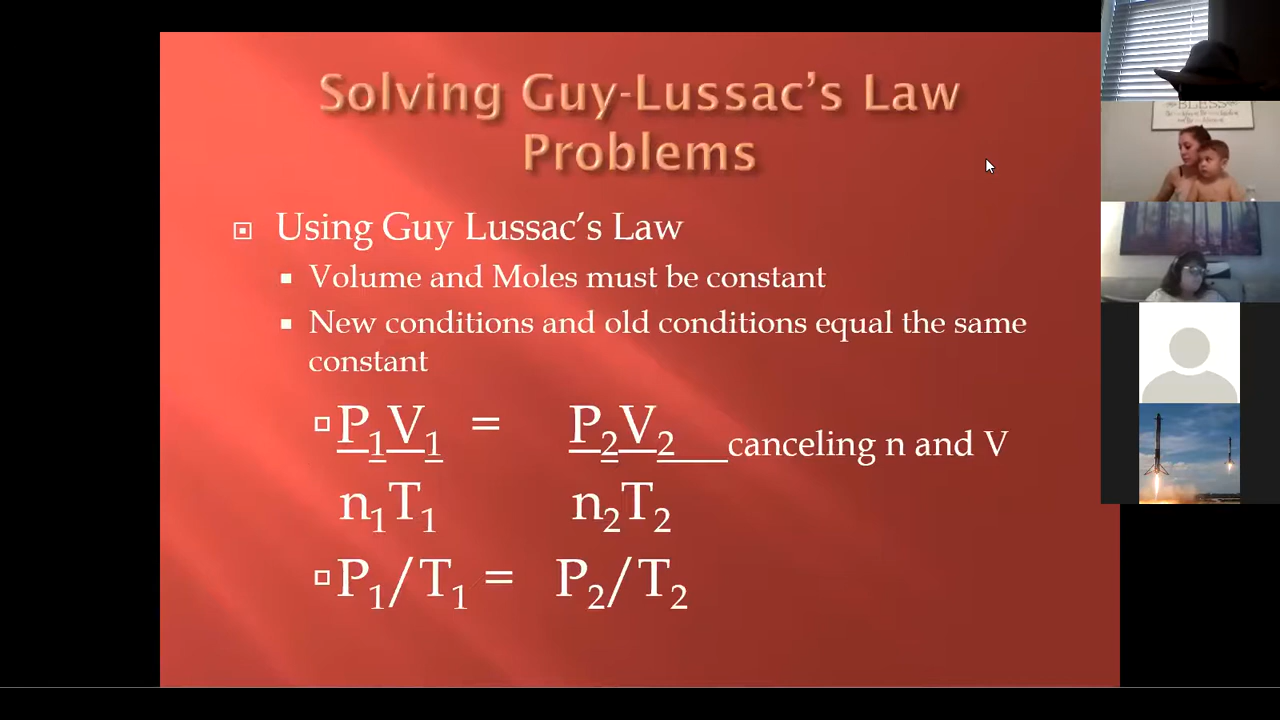 Solving Guy-Lussac's Law
Problems
Using Guy Lussac's Law
Volume and Moles must be constant
New conditions and old conditions equal the same
constant
P₁V₁ = P₂V₂ canceling n and V
n₁T₁ n₂T₂
P₁/T₁ = P₂/T₂
BLESS